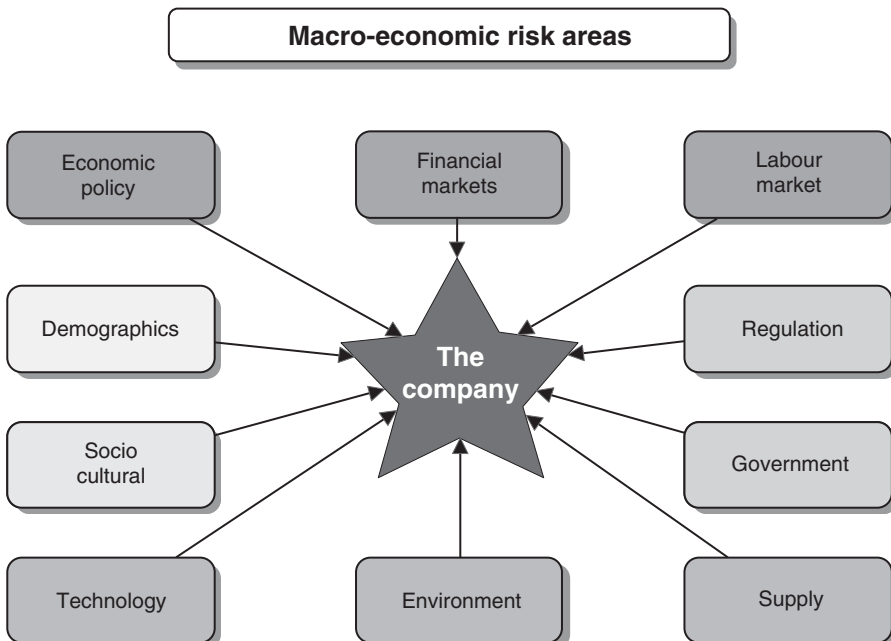 Macro-economic risk areas
Economic
policy
Financial
markets
Labour
market
Demographics
The
company
Regulation
Socio
cultural
Government
Technology
Environment
Supply